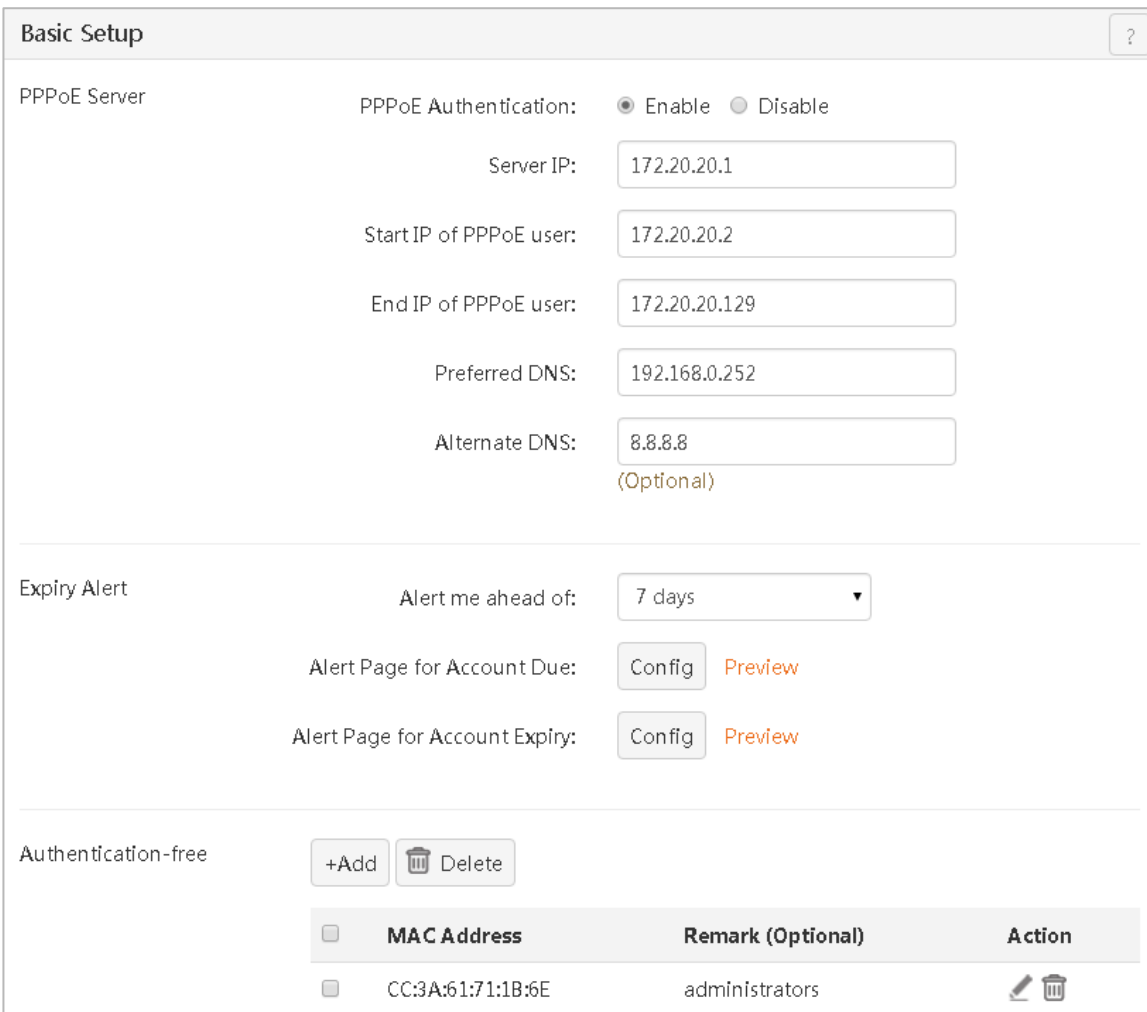 Basic Setup ?
PPPoE Server
PPPoE Authentication: Enable Disable
Server IP: 172.20.20.1
Start IP of PPPoE user: 172.20.20.2
End IP of PPPoE user: 172.20.20.129
Preferred DNS: 192.168.0.252
Alternate DNS: 8.8.8.8
(Optional)
Expiry Alert
Alert me ahead of: 7 days
Alert Page for Account Due: Config Preview
Alert Page for Account Expiry: Config Preview
Authentication-free
+Add Delete
MAC Address Remark (Optional) Action
CC:3A:61:71:1B:6E administrators